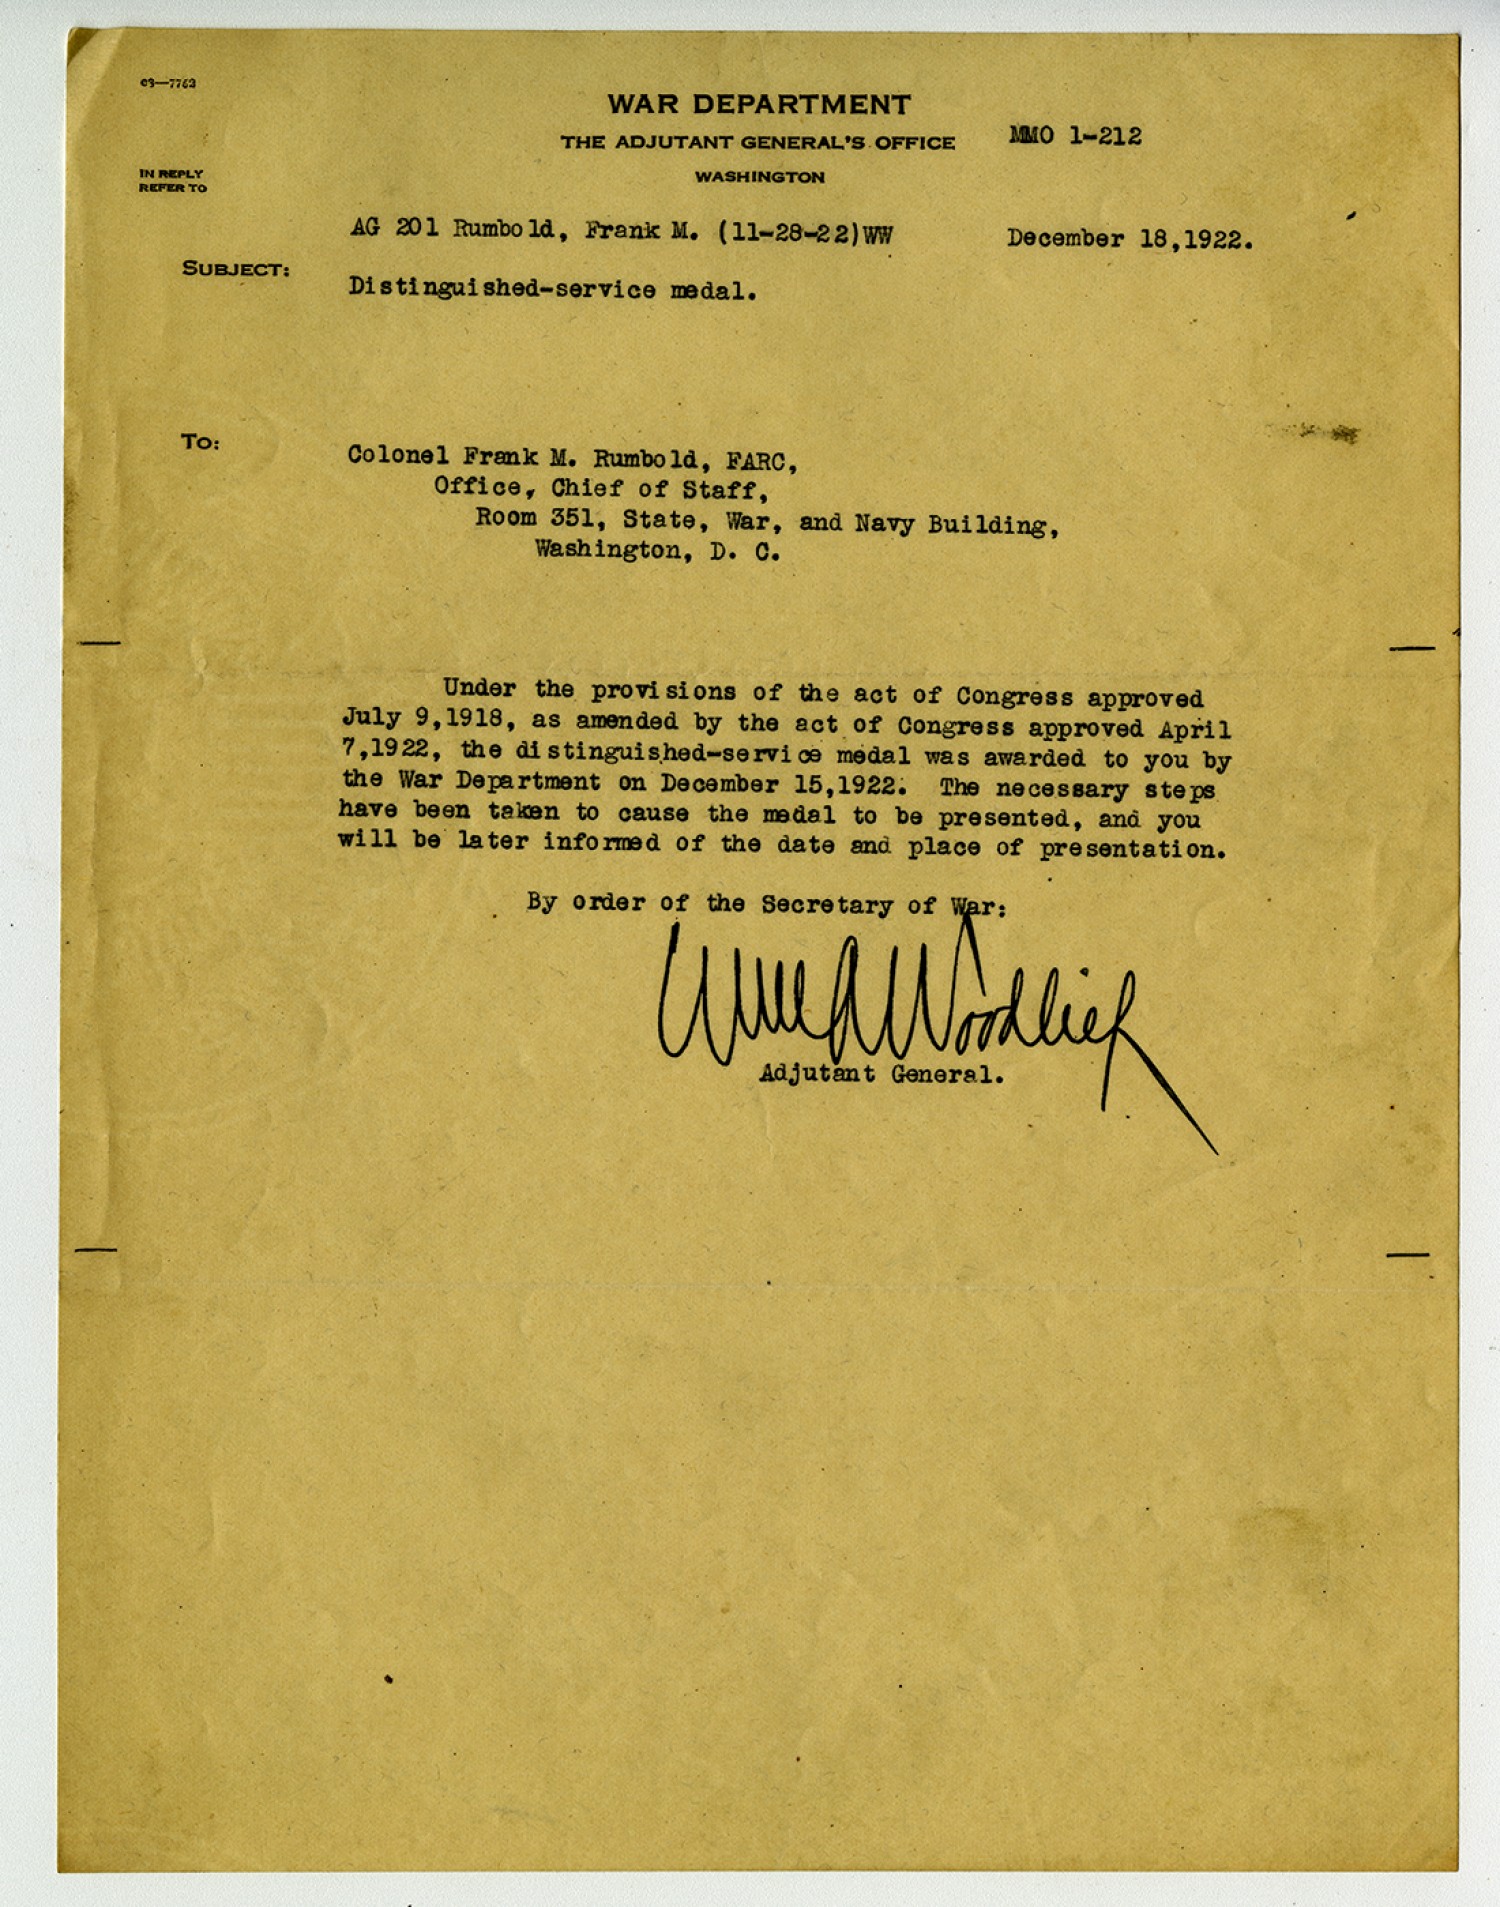 WAR DEPARTMENT
THE ADJUTANT GENERAL'S OFFICE
MMO 1-212
WASHINGTON
IN REPLY
REFER TO
AG 201 Rumbold, Frank M. (11-28-22)WW
December 18,1922.
SUBJECT:
Distinguished-service medal.
TO:
Colonel Frank M. Rumbold, FARC,
Office, Chief of Staff,
Room 351, State, War, and Navy Building,
Washington, D. C.
Under the provisions of the act of Congress approved
July 9,1918, as amended by the act of Congress approved April
7,1922, the distinguished-service medal was awarded to you by
the War Department on December 15,1922. The necessary steps
have been taken to cause the medal to be presented, and you
will be later informed of the date and place of presentation.
By order of the Secretary of War:
Woodlief
Adjutant General.